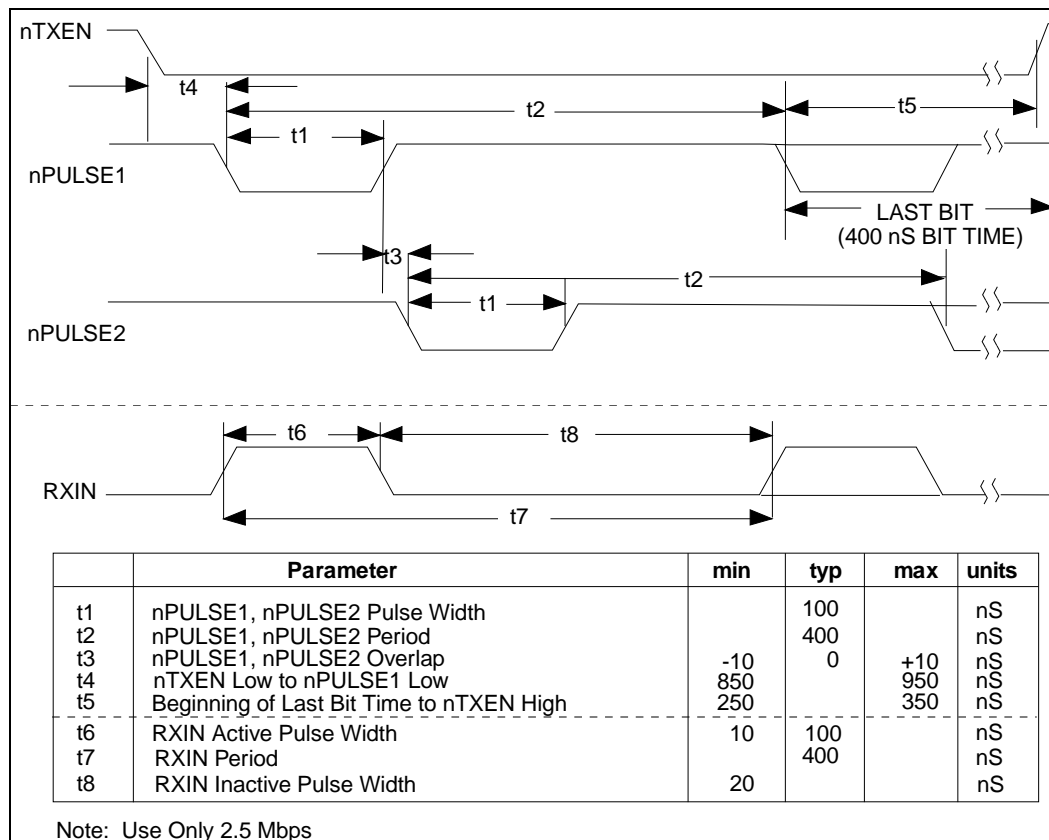 nTXEN
t4
t2
t5
t1
nPULSE1
LAST BIT
(400 nS BIT TIME)
t3
t2
t1
nPULSE2
t6
t8
RXIN
t7
Parameter min typ max units
t1 nPULSE1, nPULSE2 Pulse Width 100 nS
t2 nPULSE1, nPULSE2 Period 400 nS
t3 nPULSE1, nPULSE2 Overlap -10 0 +10 nS
t4 nTXEN Low to nPULSE1 Low 850 950 nS
t5 Beginning of Last Bit Time to nTXEN High 250 350 nS
t6 RXIN Active Pulse Width 10 100 nS
t7 RXIN Period 400 nS
t8 RXIN Inactive Pulse Width 20 nS
Note: Use Only 2.5 Mbps